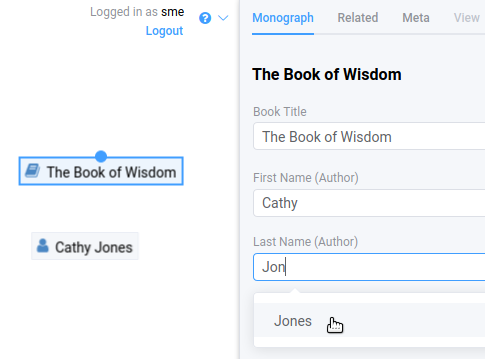 Logged in as sme
?
Logout
The Book of Wisdom
Cathy Jones
Monograph Related Meta View
The Book of Wisdom
Book Title
The Book of Wisdom
First Name (Author)
Cathy
Last Name (Author)
Jon
Jones